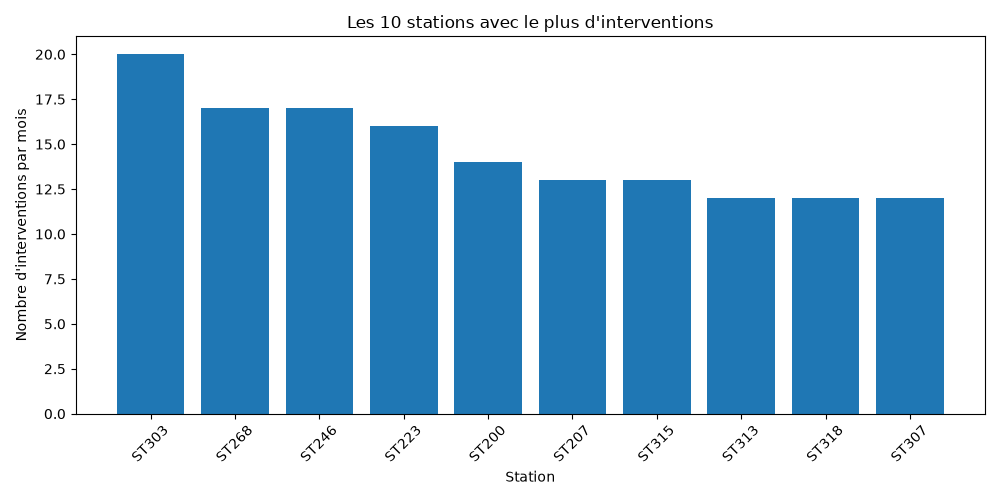 Les 10 stations avec le plus d'interventions
Nombre d'interventions par mois
20.0
17.5
15.0
12.5
10.0
7.5
5.0
2.5
0.0
ST303 ST268 ST246 ST223 ST200 ST207 ST315 ST313 ST318 ST307
Station